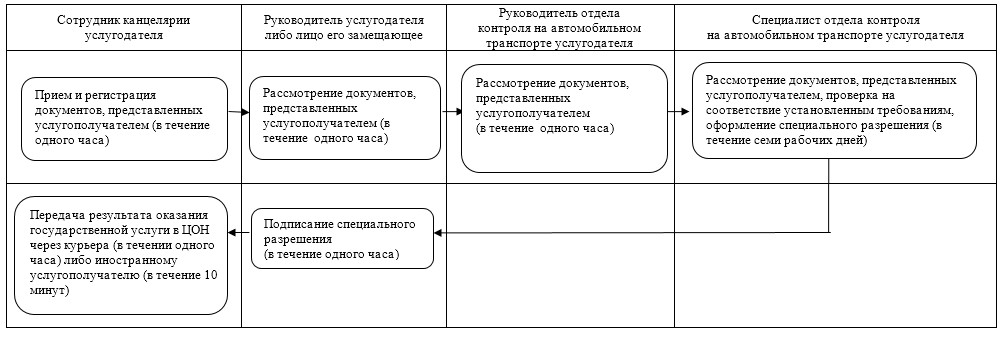 Сотрудник канцелярии
услугодателя
Руководитель услугодателя
либо лицо его замещающее
Руководитель отдела
контроля на автомобильном
транспорте услугодателя
Специалист отдела контроля
на автомобильном транспорте услугодателя
Прием и регистрация
документов, представленных
услугополучателем (в течение
одного часа)
Рассмотрение документов,
представленных
услугополучателем (в
течение одного часа)
Рассмотрение документов,
представленных
услугополучателем
(в течение одного часа)
Рассмотрение документов, представленных
услугополучателем, проверка на
соответствие установленным требованиям,
оформление специального разрешения (в
течение семи рабочих дней)
Передача результата оказания
государственной услуги в ЦОН
через курьера (в течении одного
часа) либо иностранному
услугополучателю (в течение 10
минут)
Подписание специального
разрешения
(в течение одного часа)